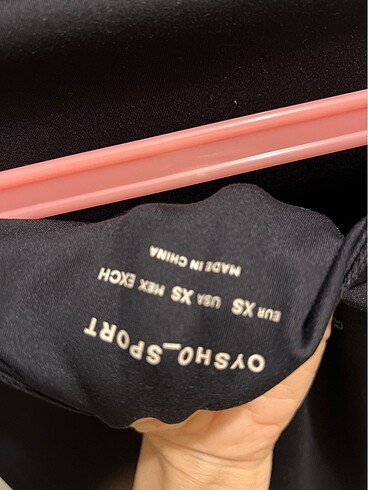 OYSHO_SPORT
EUR XS USA XS MEX EXCH
MADE IN CHINA